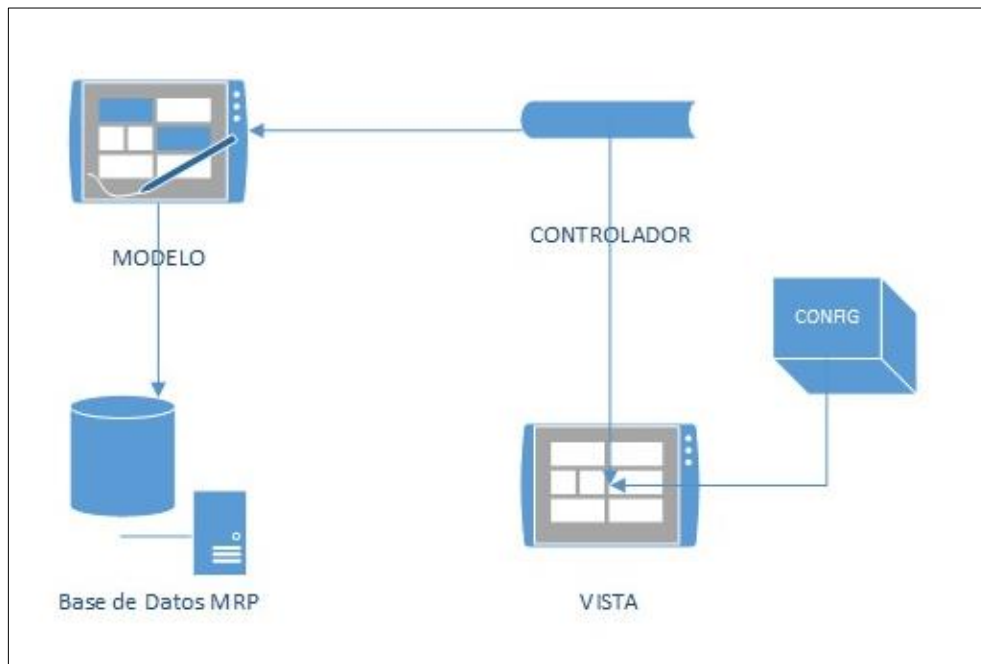 MODELO
CONTROLADOR
CONFIG
Base de Datos MRP
VISTA